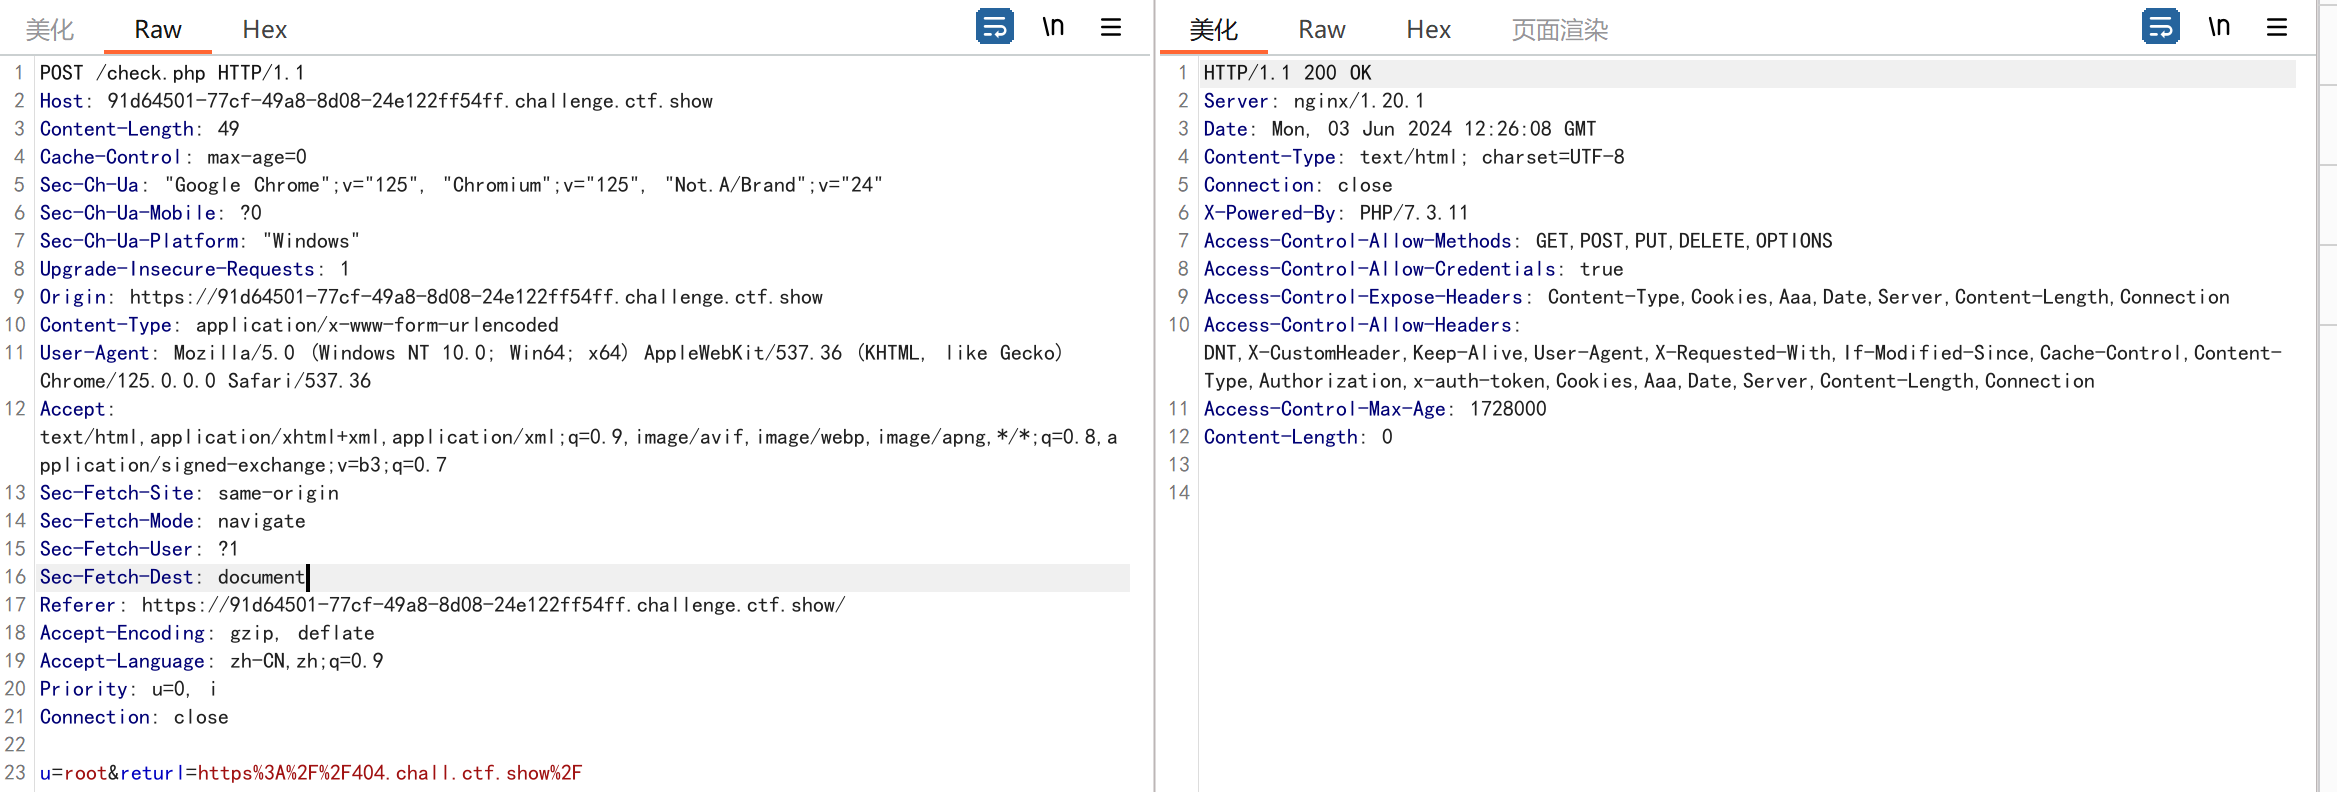 美化 Raw Hex \n
1 POST /check.php HTTP/1.1
2 Host: 91d64501-77cf-49a8-8d08-24e122ff54ff.challenge.ctf.show
3 Content-Length: 49
4 Cache-Control: max-age=0
5 Sec-Ch-Ua: "Google Chrome";v="125", "Chromium";v="125", "Not.A/Brand";v="24"
6 Sec-Ch-Ua-Mobile: ?0
7 Sec-Ch-Ua-Platform: "Windows"
8 Upgrade-Insecure-Requests: 1
9 Origin: https://91d64501-77cf-49a8-8d08-24e122ff54ff.challenge.ctf.show
10 Content-Type: application/x-www-form-urlencoded
11 User-Agent: Mozilla/5.0 (Windows NT 10.0; Win64; x64) AppleWebKit/537.36 (KHTML, like Gecko)
Chrome/125.0.0.0 Safari/537.36
12 Accept:
text/html,application/xhtml+xml,application/xml;q=0.9,image/avif,image/webp,image/apng,*/*;q=0.8,a
pplication/signed-exchange;v=b3;q=0.7
13 Sec-Fetch-Site: same-origin
14 Sec-Fetch-Mode: navigate
15 Sec-Fetch-User: ?1
16 Sec-Fetch-Dest: document
17 Referer: https://91d64501-77cf-49a8-8d08-24e122ff54ff.challenge.ctf.show/
18 Accept-Encoding: gzip, deflate
19 Accept-Language: zh-CN,zh;q=0.9
20 Priority: u=0, i
21 Connection: close
22
23 u=root&returl=https%3A%2F%2F404.chall.ctf.show%2F
美化 Raw Hex 页面渲染 \n
1 HTTP/1.1 200 OK
2 Server: nginx/1.20.1
3 Date: Mon, 03 Jun 2024 12:26:08 GMT
4 Content-Type: text/html; charset=UTF-8
5 Connection: close
6 X-Powered-By: PHP/7.3.11
7 Access-Control-Allow-Methods: GET,POST,PUT,DELETE,OPTIONS
8 Access-Control-Allow-Credentials: true
9 Access-Control-Expose-Headers: Content-Type,Cookies,Aaa,Date,Server,Content-Length,Connection
10 Access-Control-Allow-Headers:
DNT,X-CustomHeader,Keep-Alive,User-Agent,X-Requested-With,If-Modified-Since,Cache-Control,Content-
Type,Authorization,x-auth-token,Cookies,Aaa,Date,Server,Content-Length,Connection
11 Access-Control-Max-Age: 1728000
12 Content-Length: 0
13
14